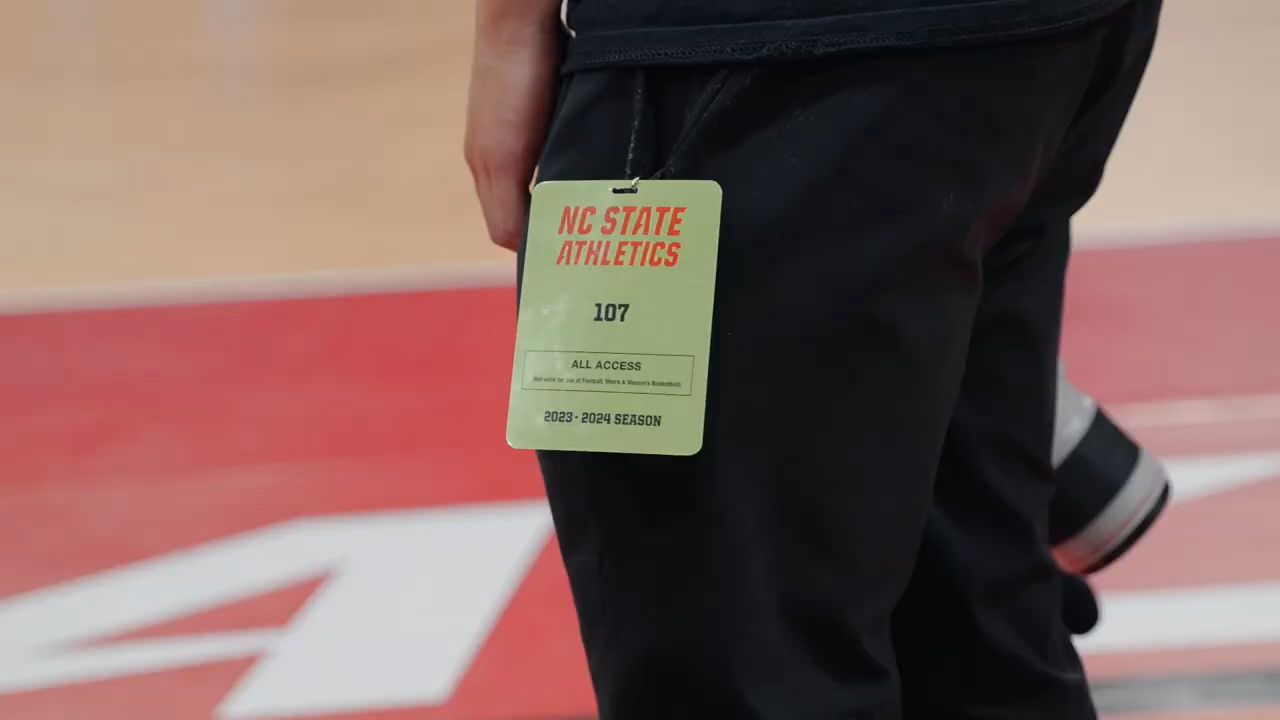 NC STATE
ATHLETICS
107
ALL ACCESS
(Not valid for use at Football, Men's & Women's Basketball)
2023-2024 SEASON